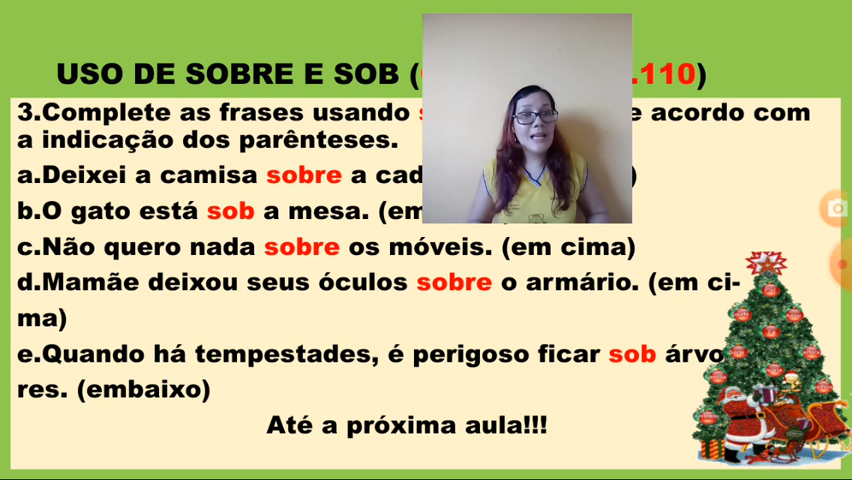 USO DE SOBRE E SOB ( .110)
3.Complete as frases usando e acordo com
a indicação dos parênteses.
a.Deixei a camisa sobre a )
b.O gato está sob a mesa. (
c.Não quero nada sobre os móveis. (em cima)
d.Mamãe deixou seus óculos sobre o armário. (em ci-
ma)
e.Quando há tempestades, é perigoso ficar sob árvo
res. (embaixo)
Até a próxima aula!!!